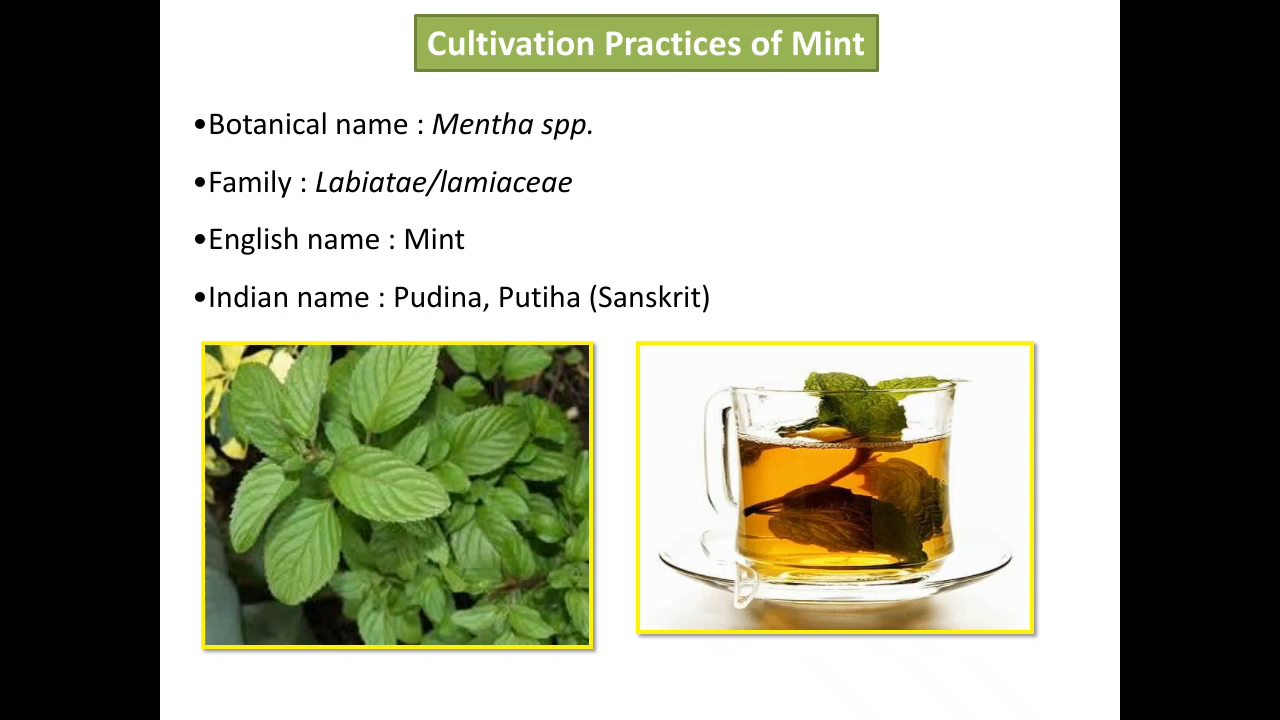 Cultivation Practices of Mint
•Botanical name : Mentha spp.
•Family : Labiatae/lamiaceae
•English name : Mint
•Indian name : Pudina, Putiha (Sanskrit)